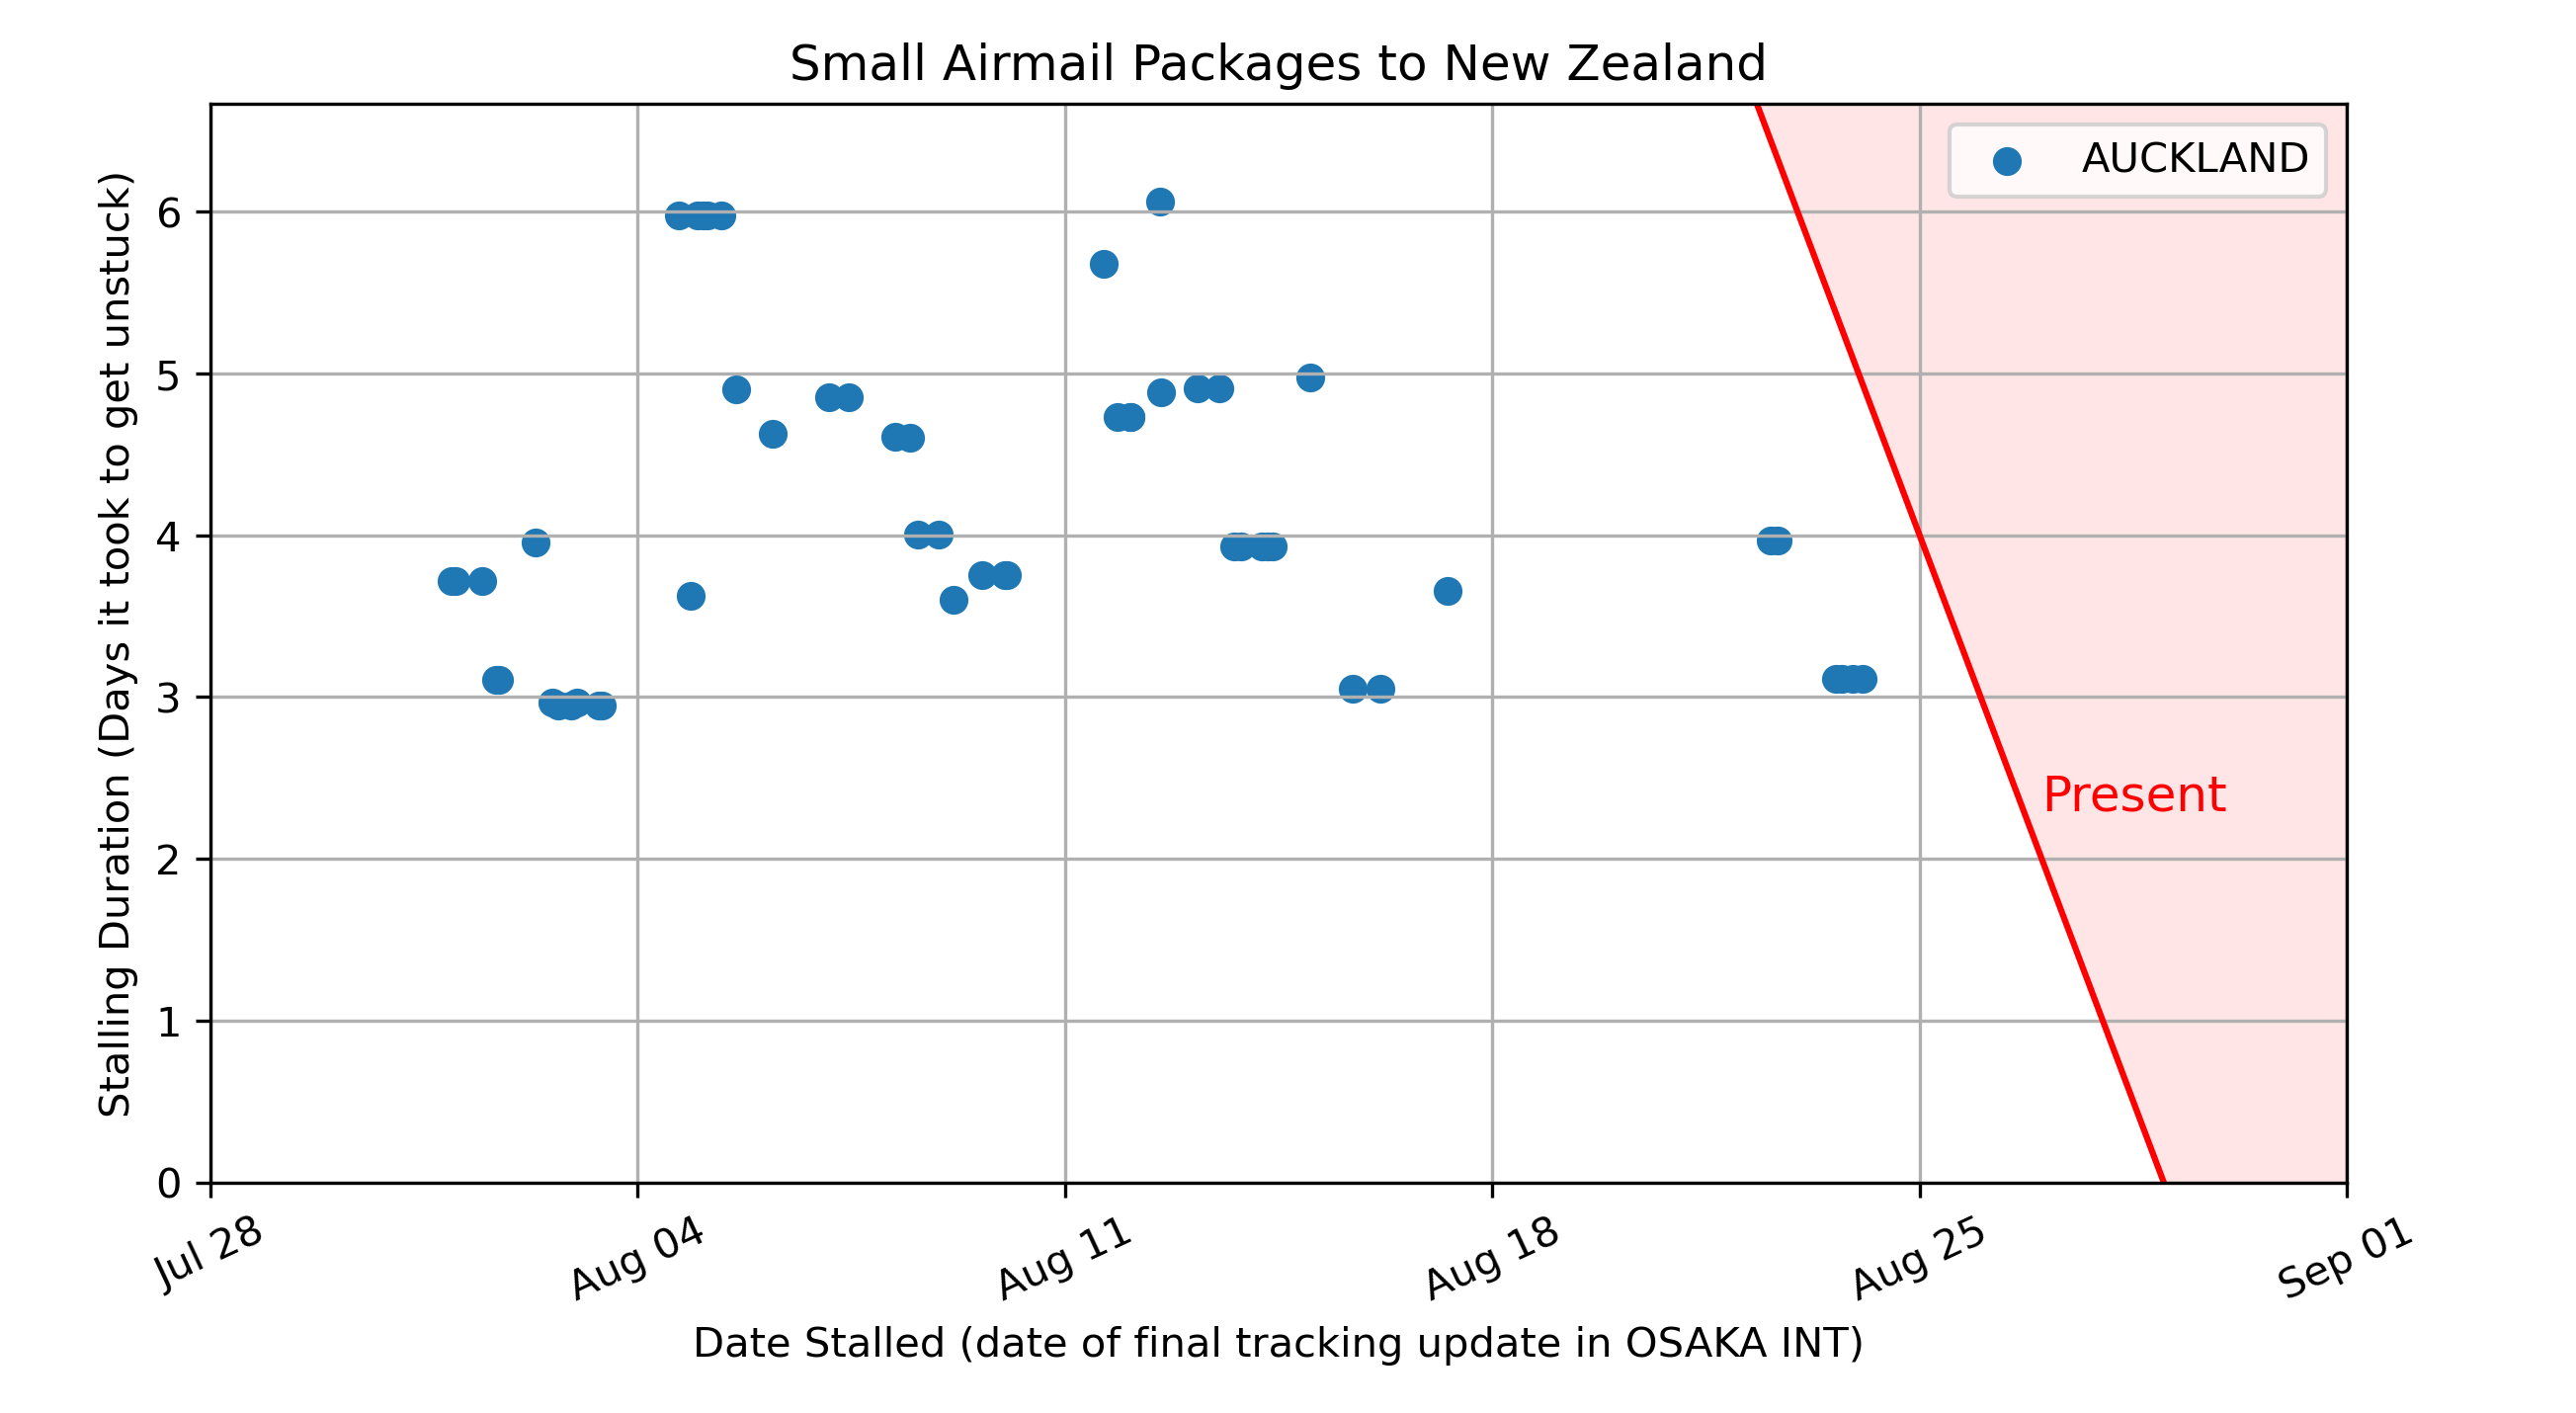 Small Airmail Packages to New Zealand
AUCKLAND
Stalling Duration (Days it took to get unstuck)
6
5
4
3
2
1
0
Present
Jul 28
Aug 04
Aug 11
Aug 18
Aug 25
Sep 01
Date Stalled (date of final tracking update in OSAKA INT)